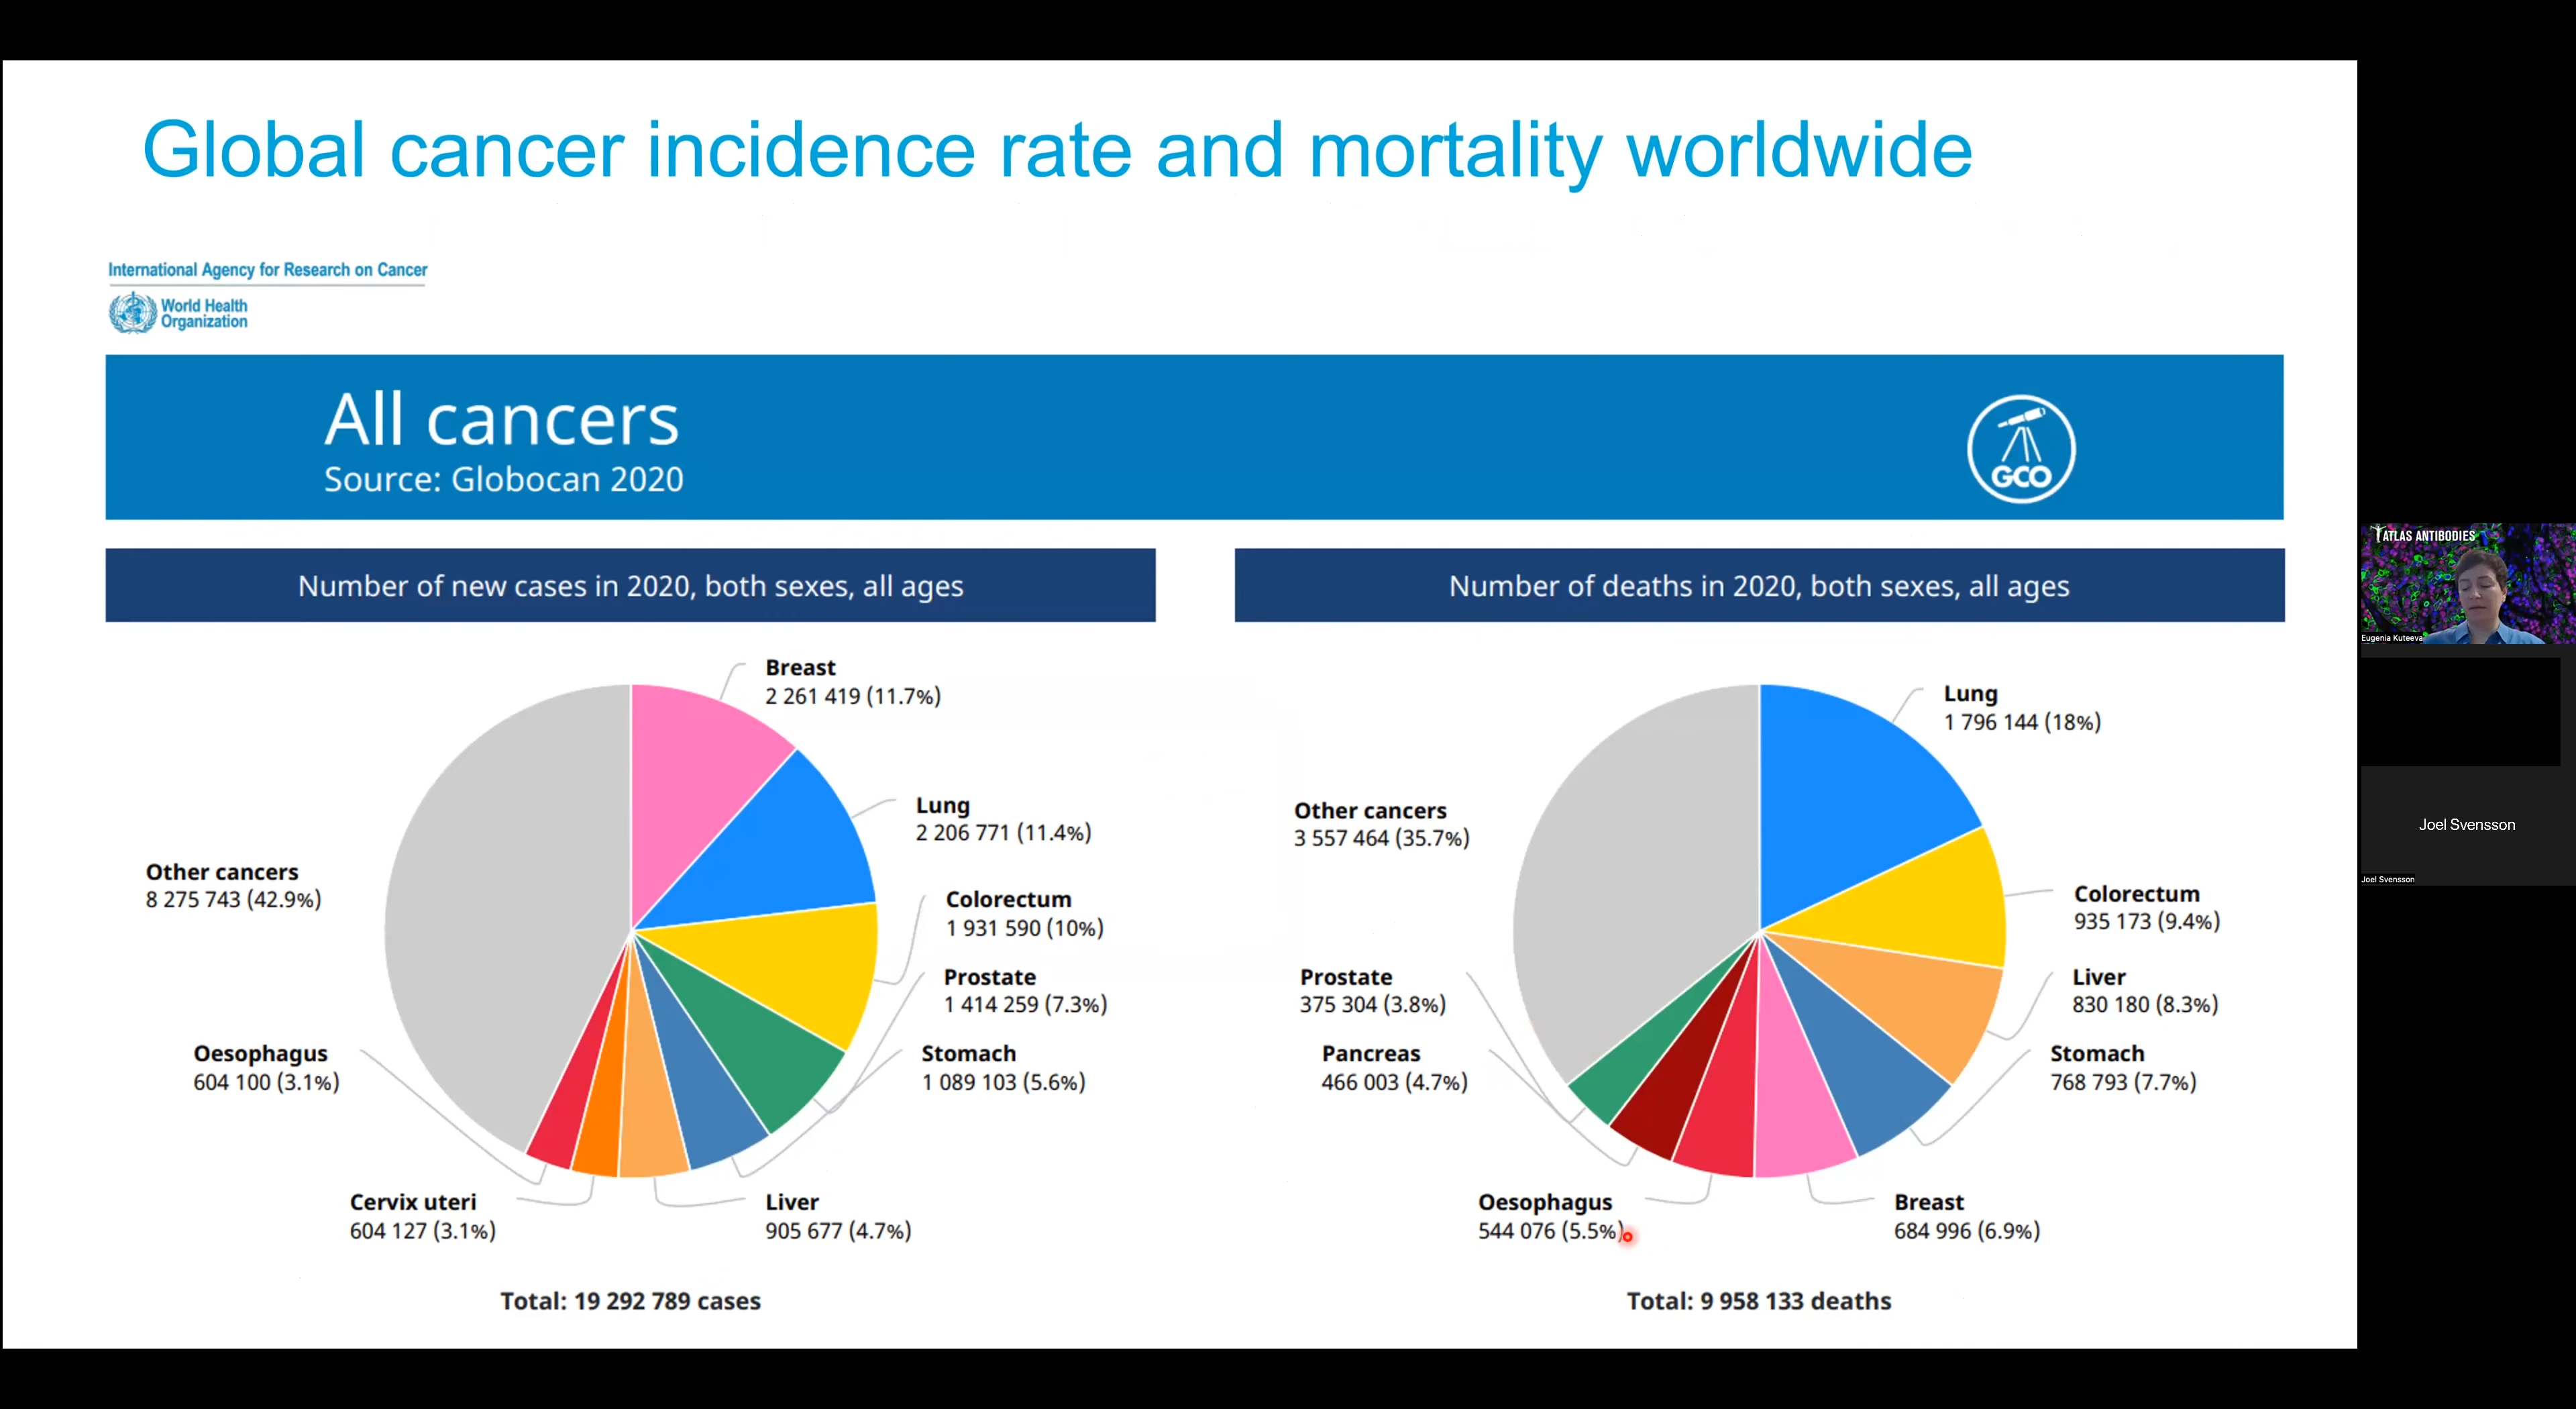 Global cancer incidence rate and mortality worldwide
International Agency for Research on Cancer
World Health
Organization
All cancers
Source: Globocan 2020
GCO
Number of new cases in 2020, both sexes, all ages
Breast
2 261 419 (11.7%)
Lung
2 206 771 (11.4%)
Colorectum
1 931 590 (10%)
Prostate
1 414 259 (7.3%)
Stomach
1 089 103 (5.6%)
Liver
905 677 (4.7%)
Cervix uteri
604 127 (3.1%)
Oesophagus
604 100 (3.1%)
Other cancers
8 275 743 (42.9%)
Total: 19 292 789 cases
Number of deaths in 2020, both sexes, all ages
Lung
1 796 144 (18%)
Colorectum
935 173 (9.4%)
Liver
830 180 (8.3%)
Stomach
768 793 (7.7%)
Breast
684 996 (6.9%)
Oesophagus
544 076 (5.5%)
Pancreas
466 003 (4.7%)
Prostate
375 304 (3.8%)
Other cancers
3 557 464 (35.7%)
Total: 9 958 133 deaths
ATLAS ANTIBODIES
Eugenia Kuteeva
Joel Svensson
Joel Svensson